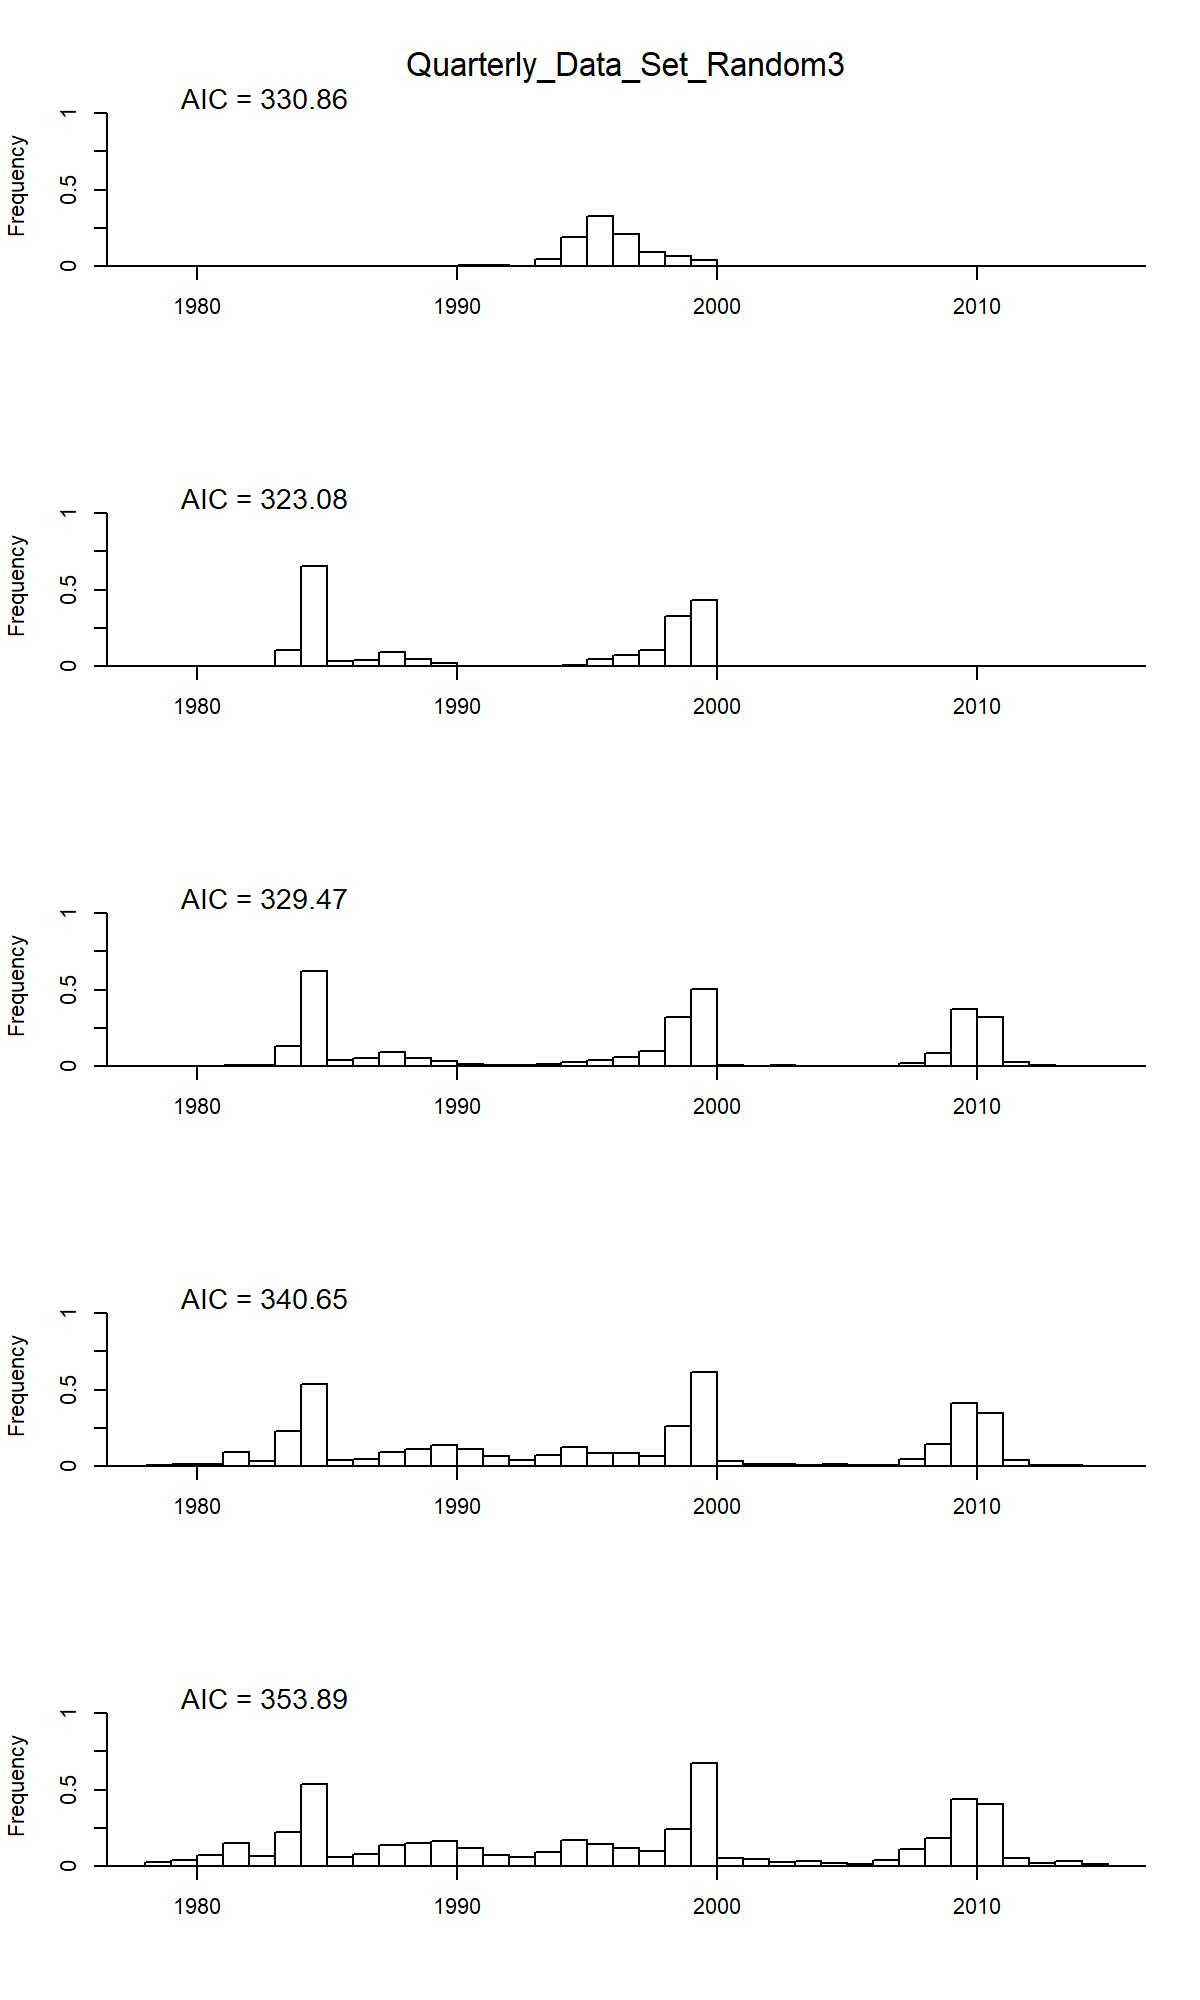 Quarterly_Data_Set_Random3
AIC = 330.86
Frequency
0 0.5 1
1980 1990 2000 2010
AIC = 323.08
Frequency
0 0.5 1
1980 1990 2000 2010
AIC = 329.47
Frequency
0 0.5 1
1980 1990 2000 2010
AIC = 340.65
Frequency
0 0.5 1
1980 1990 2000 2010
AIC = 353.89
Frequency
0 0.5 1
1980 1990 2000 2010